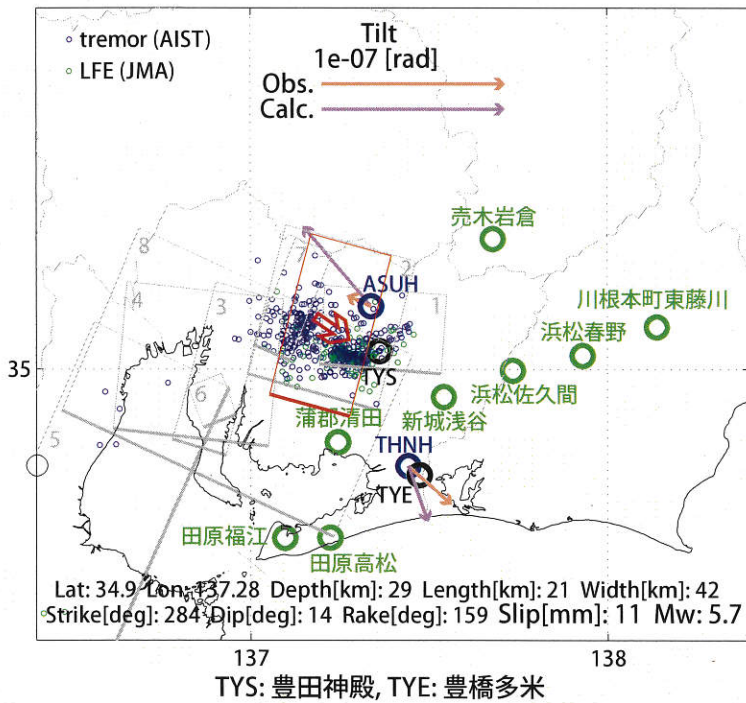 tremor (AIST)
LFE (JMA)
Tilt
1e-07 [rad]
Obs.
Calc.
売木岩倉
8
7
2
ASUH
川根本町東藤川
4
3
1
浜松春野
35
TYS
浜松佐久間
6
蒲郡清田
新城浅谷
5
THNH
TYE
田原福江
田原高松
Lat: 34.9 Lon: 137.28 Depth[km]: 29 Length[km]: 21 Width[km]: 42
Strike[deg]: 284 Dip[deg]: 14 Rake[deg]: 159 Slip[mm]: 11 Mw: 5.7
137
138
TYS: 豊田神殿, TYE: 豊橋多米